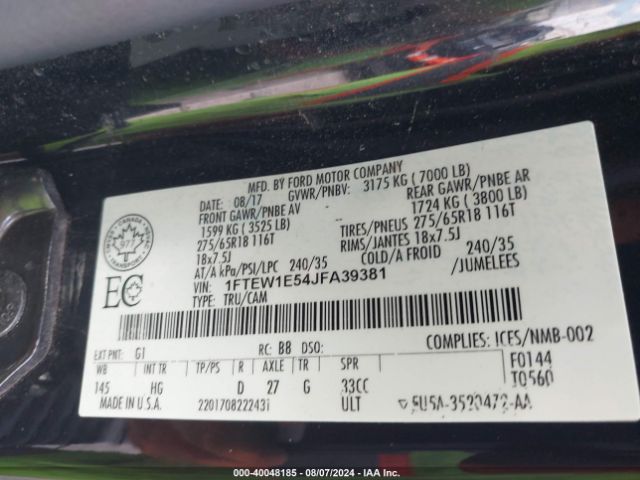 MFD. BY FORD MOTOR COMPANY
DATE: 08/17 GVWR/PNBV: 3175 KG ( 7000 LB)
FRONT GAWR/PNBE AV REAR GAWR/PNBE AR
1599 KG ( 3525 LB) 1724 KG ( 3800 LB)
275/65R18 116T TIRES/PNEUS 275/65R18 116T
18x7.5J RIMS/JANTES 18x7.5J
AT/A kPa/PSI/LPC 240/35 COLD/A FROID 240/35
VIN: 1FTEW1E54JFA39381 /JUMELEES
TYPE: TRU/CAM
CANADA
977
TRANSPORT
EC
COMPLIES: ICES/NMB-002
EXT PNT: G1 RC: B8 DSO: F0144
WB INT TR TP/PS R AXLE TR SPR T0560
145 HG D 27 G 33CC
MADE IN U.S.A. 22017082224 ULT
000-40048185 - 08/07/2024 - IAA Inc.